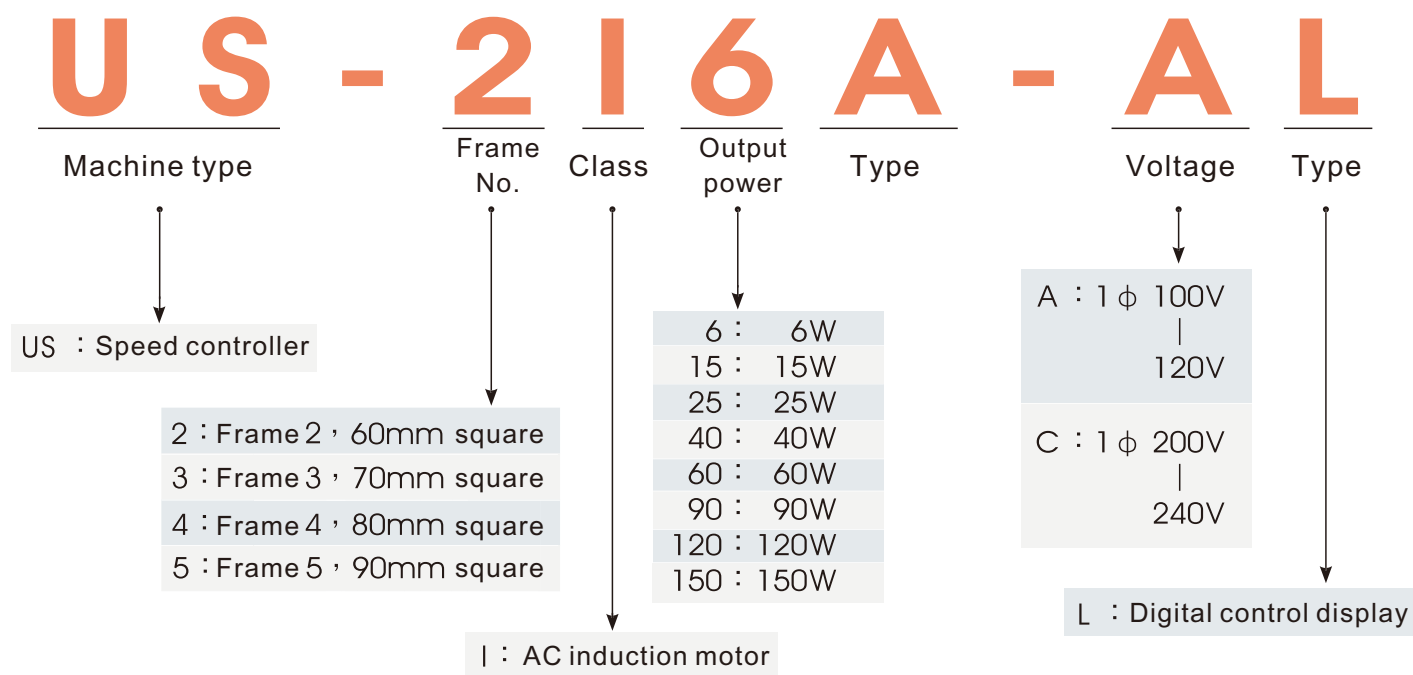 US-2I6A-AL
Machine type
Frame No.
Class
Output power
Type
Voltage
Type
US : Speed controller
2 : Frame 2, 60mm square
3 : Frame 3, 70mm square
4 : Frame 4, 80mm square
5 : Frame 5, 90mm square
I : AC induction motor
6 : 6W
15 : 15W
25 : 25W
40 : 40W
60 : 60W
90 : 90W
120 : 120W
150 : 150W
A : 1φ 100V
|
120V
C : 1φ 200V
|
240V
L : Digital control display